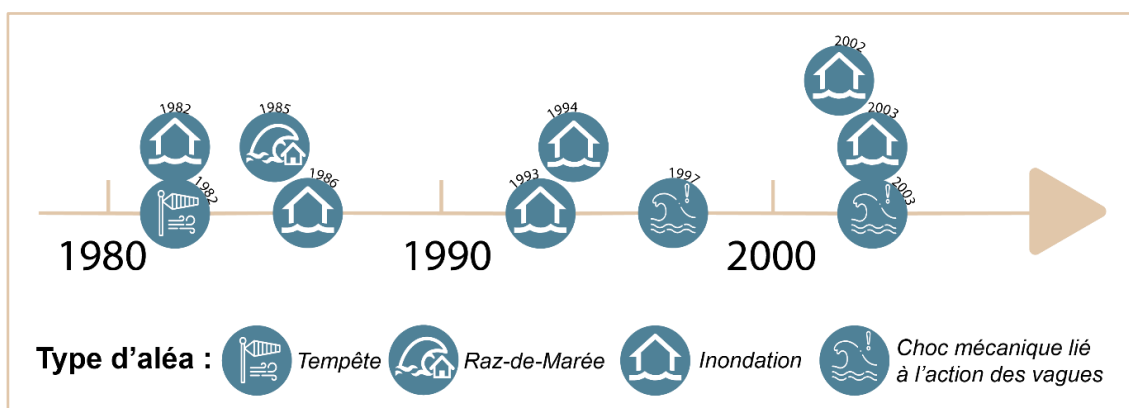 2002
1982
1985
1994
2003
1982
1986
1993
1997
2003
1980
1990
2000
Type d'aléa :
Tempête
Raz-de-Marée
Inondation
Choc mécanique lié
à l'action des vagues